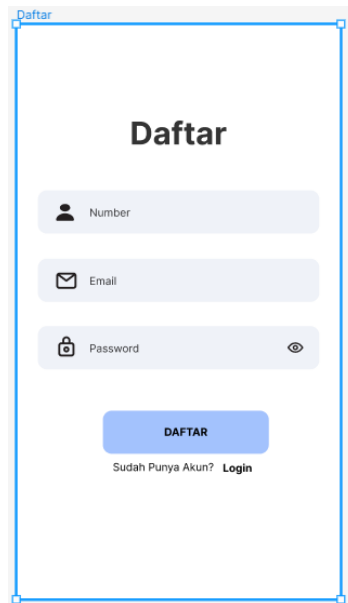 Daftar
Daftar
Number
Email
Password
DAFTAR
Sudah Punya Akun? Login